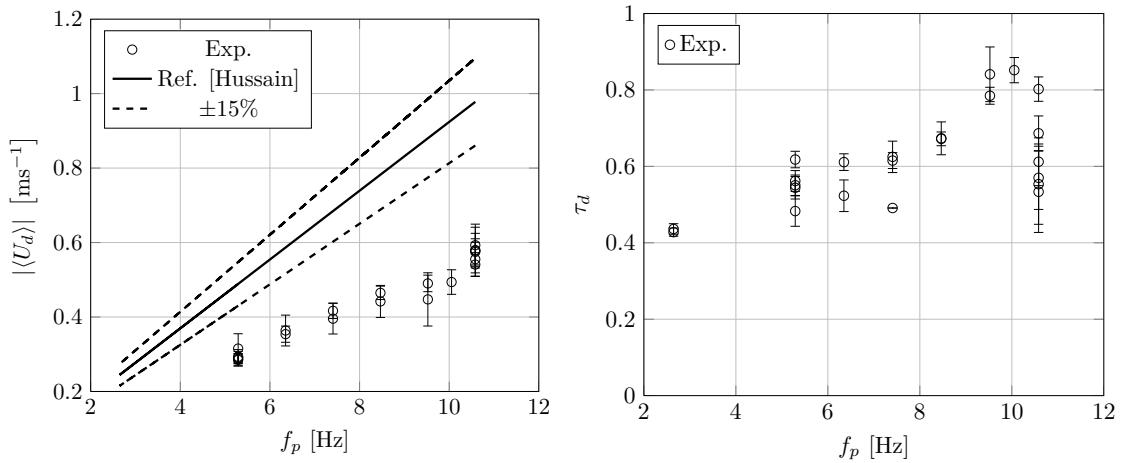 1.2
1
0.8
0.6
0.4
0.2
|⟨U_d⟩| [ms⁻¹]
Exp.
Ref. [Hussain]
±15%
2 4 6 8 10 12
f_p [Hz]
1
0.8
0.6
0.4
0.2
0
τ_d
Exp.
2 4 6 8 10 12
f_p [Hz]